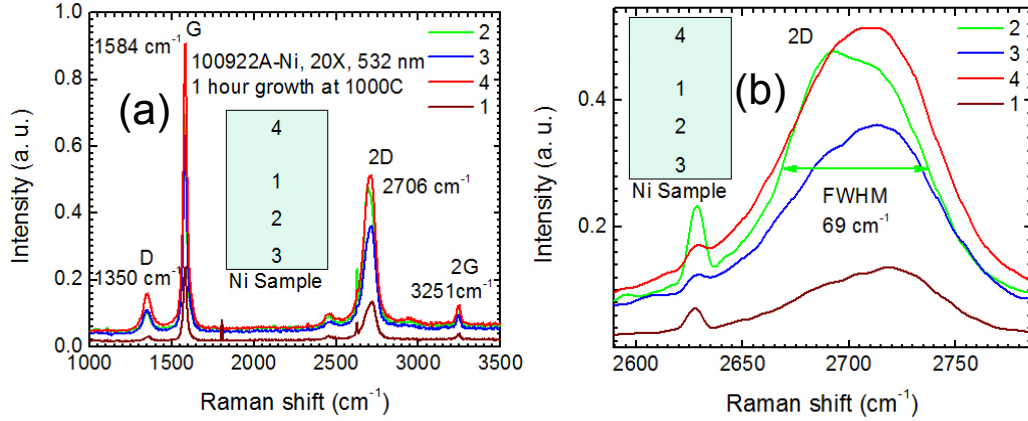 G
1584 cm⁻¹
100922A-Ni, 20X, 532 nm
1 hour growth at 1000C
2
3
4
1
(a)
4
1
2
3
Ni Sample
D
1350 cm⁻¹
2D
2706 cm⁻¹
2G
3251cm⁻¹
Intensity (a. u.)
1.0
0.8
0.6
0.4
0.2
0.0
1000 1500 2000 2500 3000 3500
Raman shift (cm⁻¹)
4
1
2
3
Ni Sample
2D
(b)
2
3
4
1
FWHM
69 cm⁻¹
Intensity (a. u.)
0.4
0.2
2600 2650 2700 2750
Raman shift (cm⁻¹)